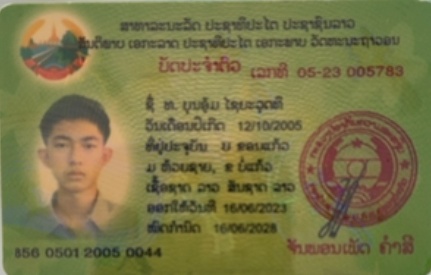 ສາທາລະນະລັດ ປະຊາທິປະໄຕ ປະຊາຊົນລາວ
ສັນຕິພາບ ເອກະລາດ ປະຊາທິປະໄຕ ເອກະພາບ ວັດທະນະຖາວອນ
ບັດປະຈຳຕົວ ເລກທີ 05-23 005783
ຊື່ ທ. ບຸນອຸ້ມ ໄຊຍະວຸດທິ
ວັນເດືອນປີເກີດ 12/10/2005
ທີ່ຢູ່ປະຈຸບັນ ບ ຂອນແກ້ວ
ມ ຫ້ວຍຊາຍ, ຂ ບໍ່ແກ້ວ
ເຊື້ອຊາດ ລາວ ສັນຊາດ ລາວ
ອອກໃຫ້ວັນທີ 16/06/2023
ໝົດກຳນົດ 16/06/2028
856 0501 2005 0044
ຈັນພອນເພັດ ຄຳສີ